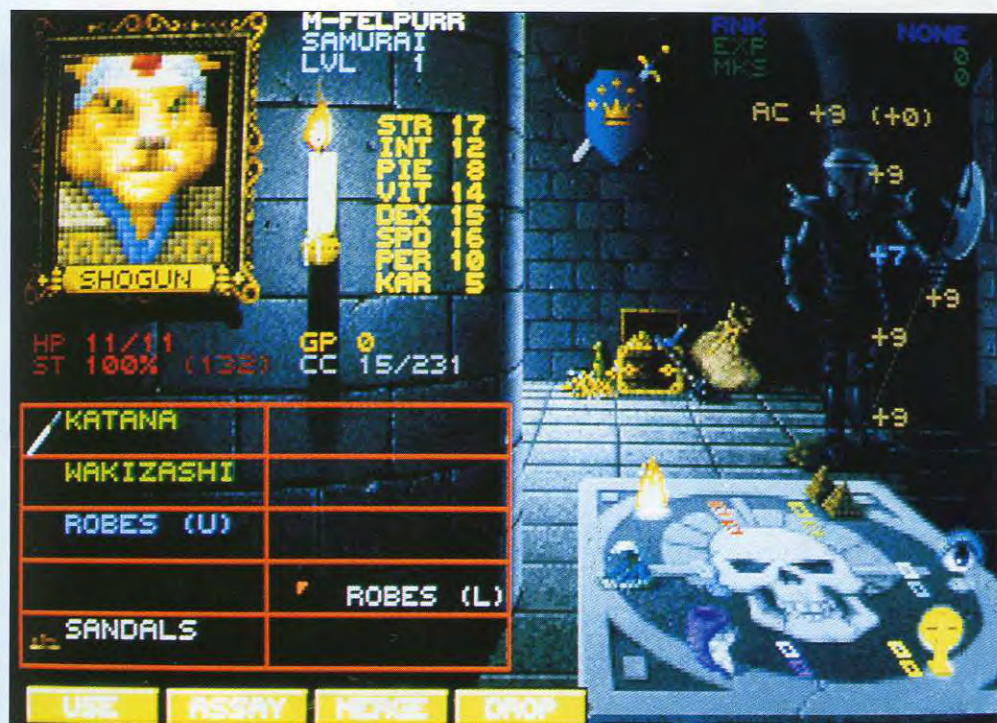 M-FELPURR
SAMURAI
LVL 1
SHOGUN
STR 17
INT 12
PIE 8
VIT 14
DEX 15
SPD 16
PER 10
KAR 5
HP 11/11
ST 100% (132)
GP 0
CC 15/231
RNK NONE
EXP 0
MKS 0
AC +9 (+0)
+9
+7
+9
+9
+9
KATANA
WAKIZASHI
ROBES (U)
ROBES (L)
SANDALS
USE
ASSAY
MERGE
DROP